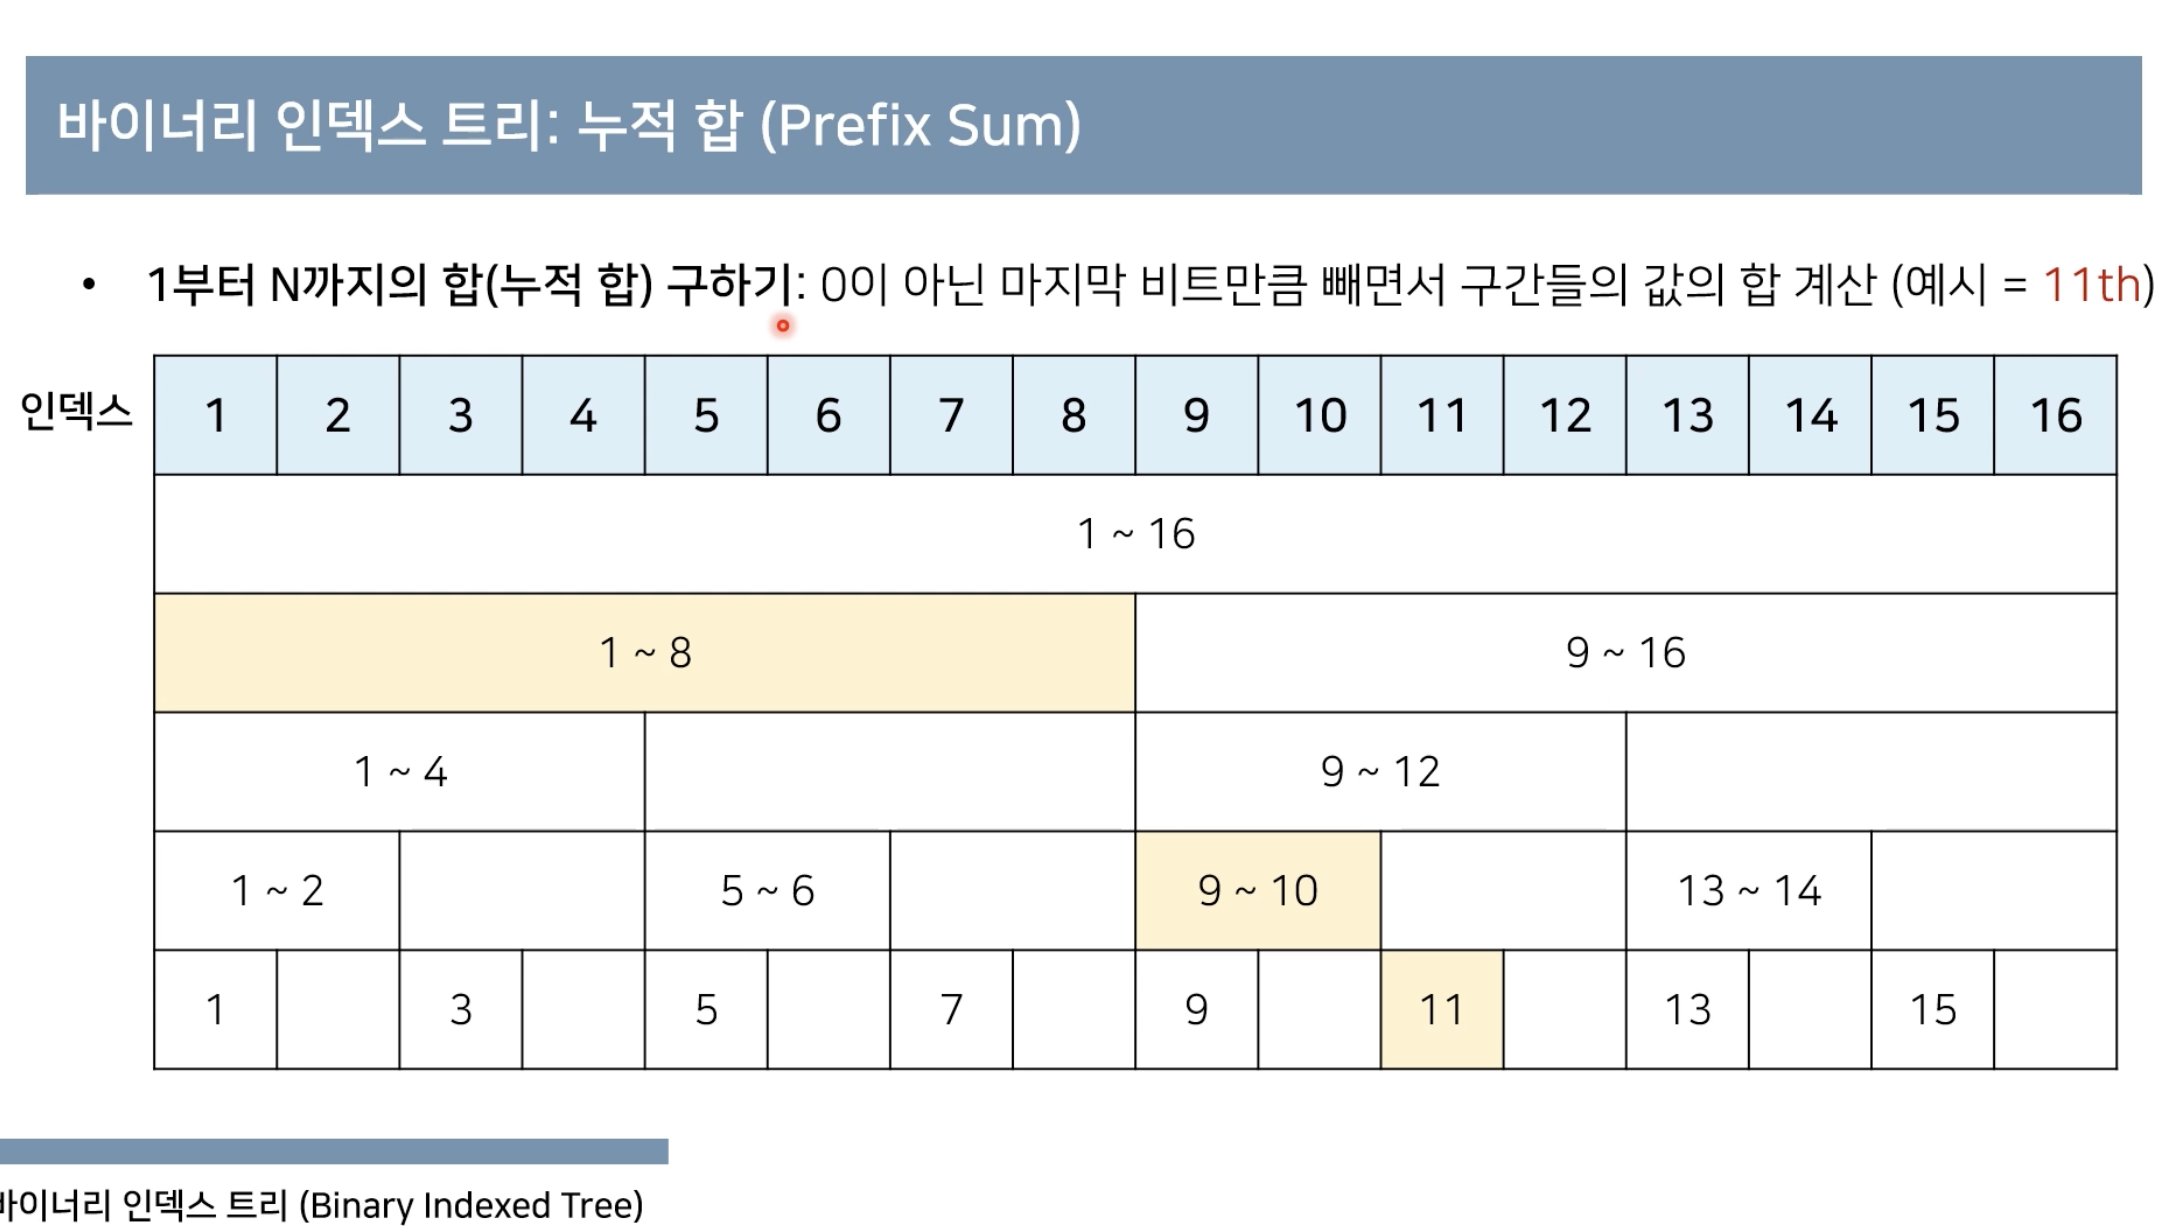 바이너리 인덱스 트리: 누적 합 (Prefix Sum)
• 1부터 N까지의 합(누적 합) 구하기: 0이 아닌 마지막 비트만큼 빼면서 구간들의 값의 합 계산 (예시 = 11th)
인덱스 1 2 3 4 5 6 7 8 9 10 11 12 13 14 15 16
1 ~ 16
1 ~ 8 9 ~ 16
1 ~ 4 9 ~ 12
1 ~ 2 5 ~ 6 9 ~ 10 13 ~ 14
1 3 5 7 9 11 13 15
바이너리 인덱스 트리 (Binary Indexed Tree)